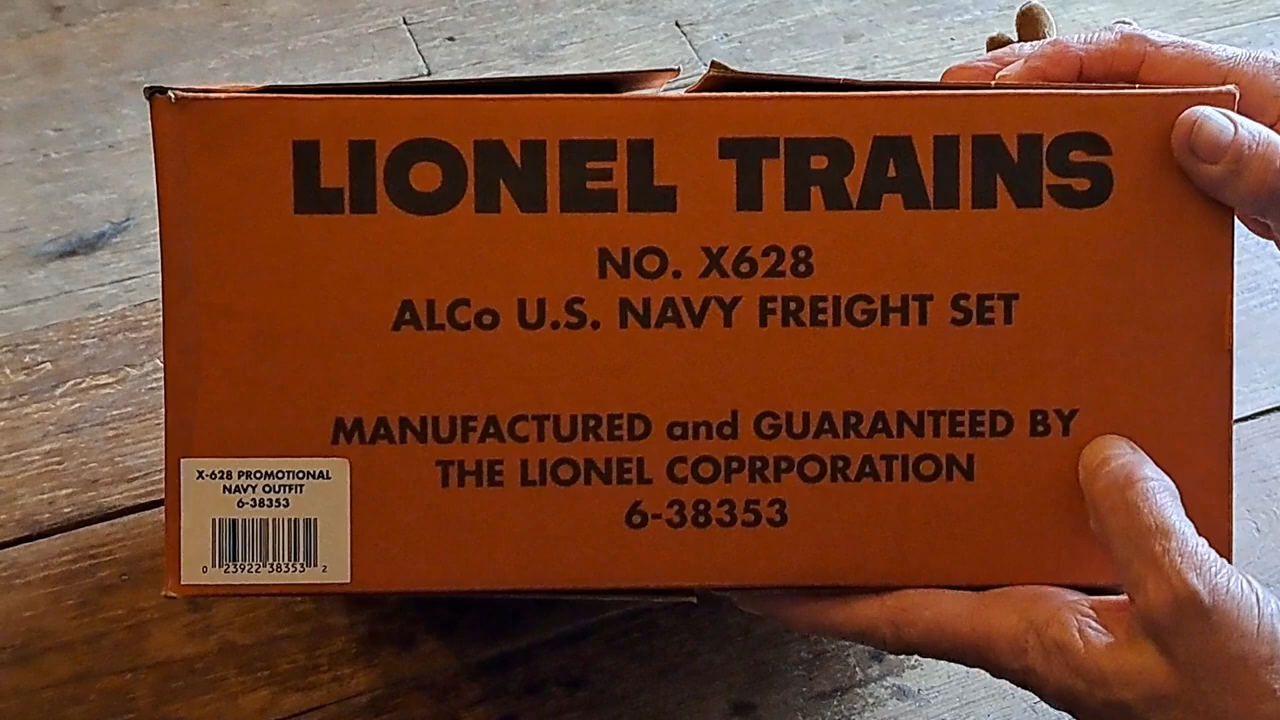 LIONEL TRAINS
NO. X628
ALCo U.S. NAVY FREIGHT SET
MANUFACTURED and GUARANTEED BY
THE LIONEL COPRPORATION
6-38353
X-628 PROMOTIONAL
NAVY OUTFIT
6-38353
0 23922 38353 2